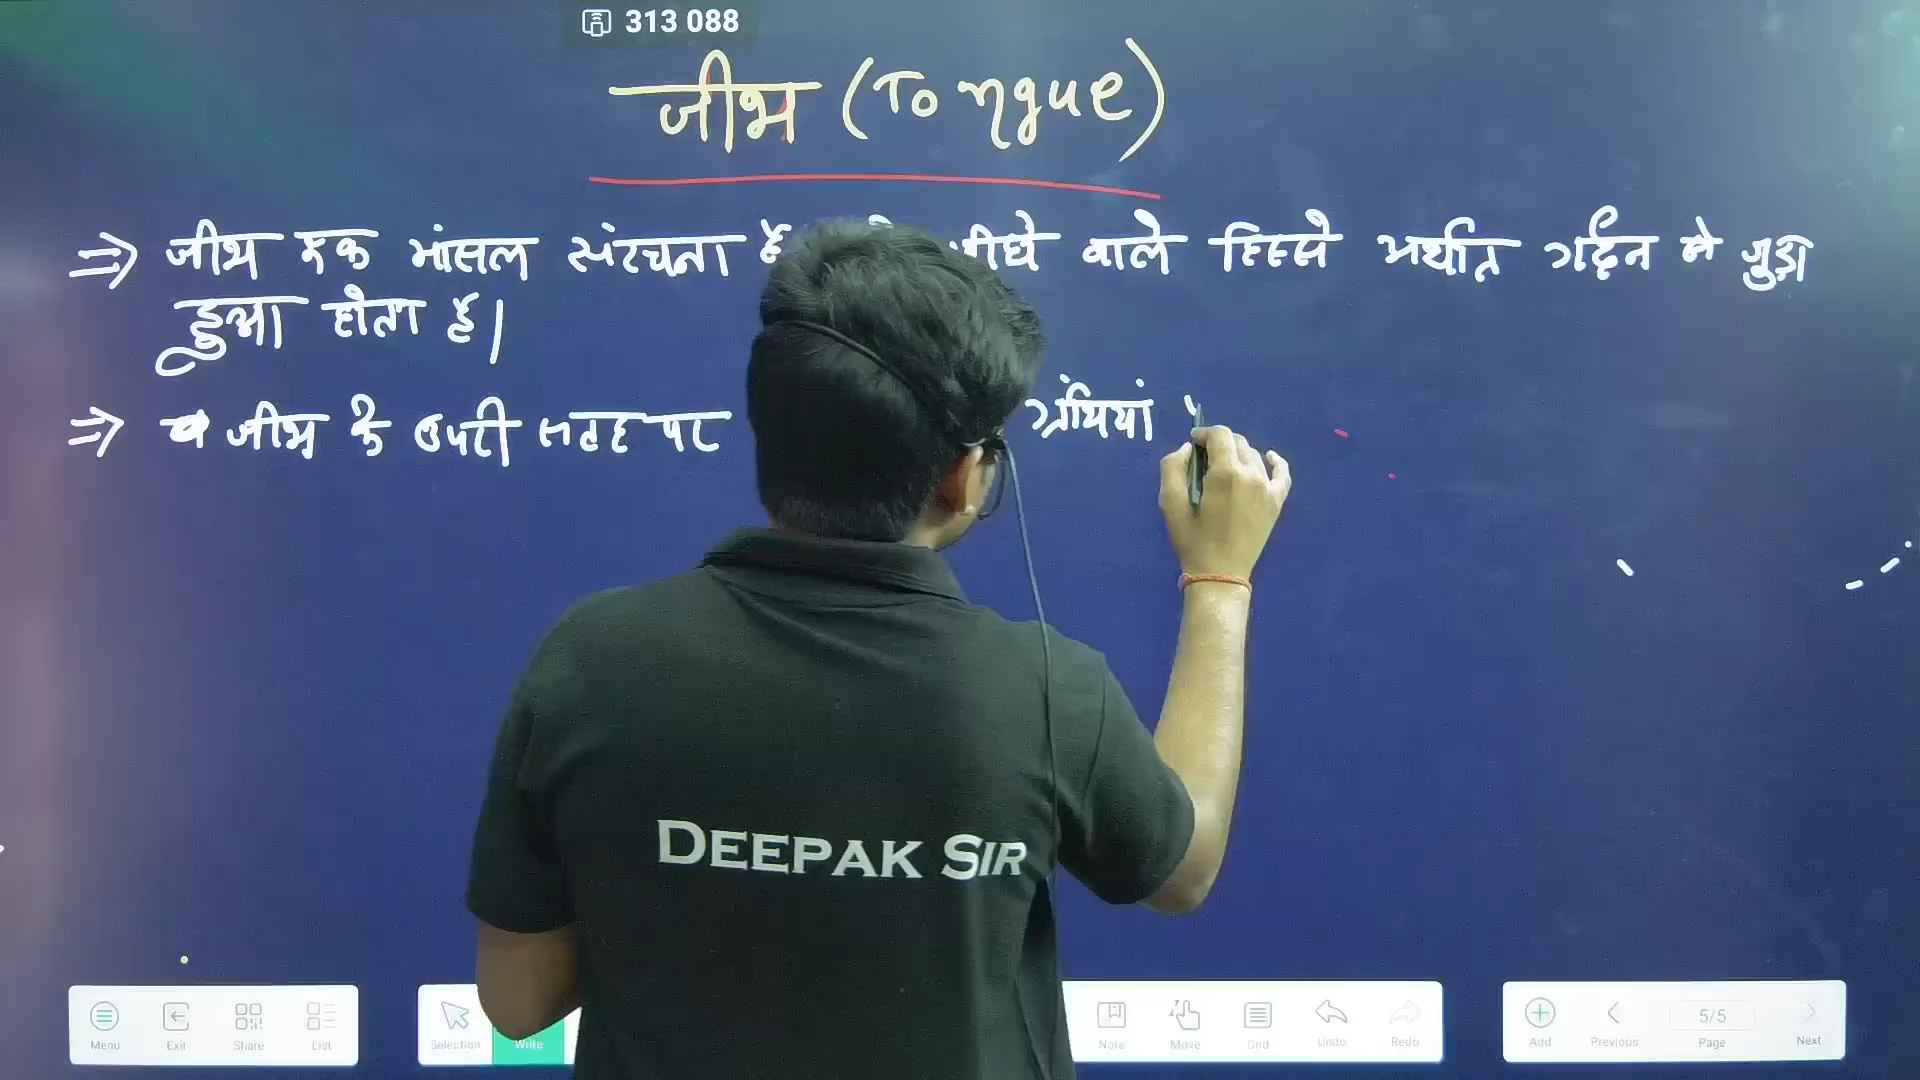 313 088
जीभ (Tongue)
⇒ जीभ एक मांसल संरचना है पीछे वाले हिस्से अर्थात गर्दन से जुड़ा
हुआ होता है।
⇒ जीभ के उपरी सतह पर ग्रंथियां
DEEPAK SIR
Menu Exit Share List Selection Write Note Move Grid Undo Redo Add Previous 5/5 Page Next